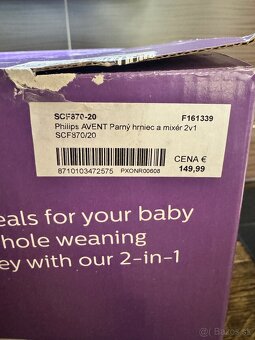 SCF870-20 F161339
Philips AVENT Parný hrniec a mixér 2v1
SCF870/20
CENA €
8710103472575 PXONR00608 149,99
eals for your baby
hole weaning
ey with our 2-in-1